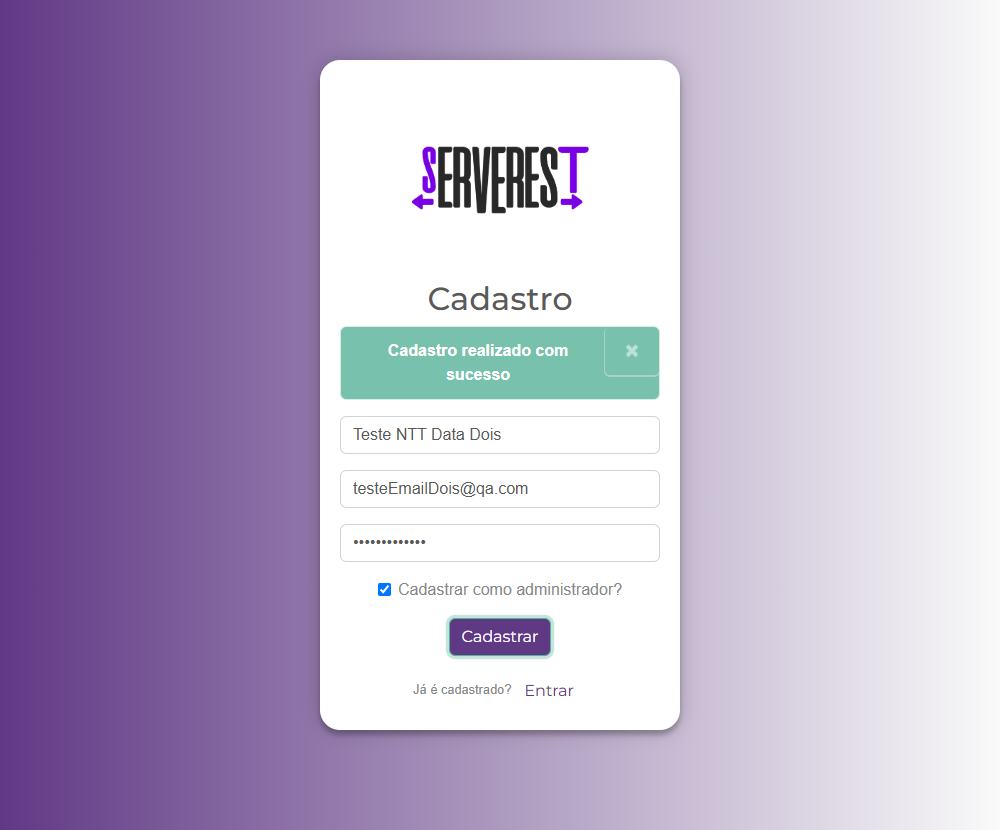 SERVEREST
Cadastro
Cadastro realizado com
sucesso
Teste NTT Data Dois
testeEmailDois@qa.com
•••••••••••••
Cadastrar como administrador?
Cadastrar
Já é cadastrado? Entrar